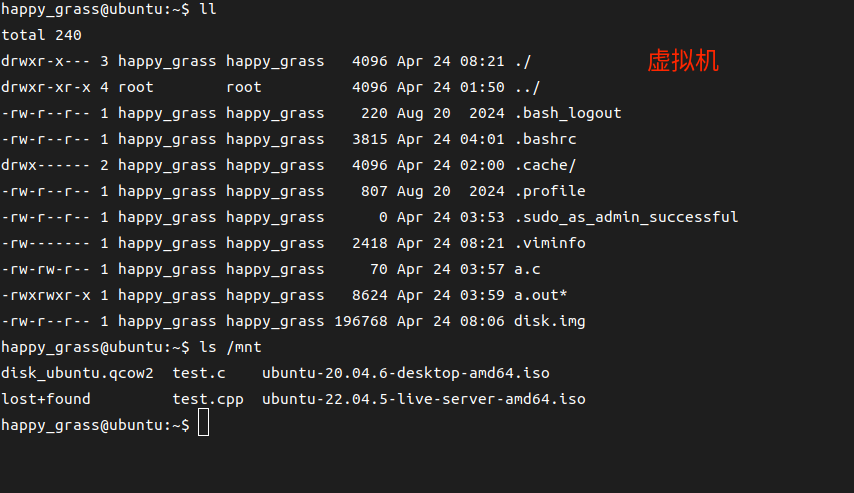 happy_grass@ubuntu:~$ ll
total 240
drwxr-x--- 3 happy_grass happy_grass   4096 Apr 24 08:21 ./
虚拟机
drwxr-xr-x 4 root        root          4096 Apr 24 01:50 ../
-rw-r--r-- 1 happy_grass happy_grass    220 Aug 20  2024 .bash_logout
-rw-r--r-- 1 happy_grass happy_grass   3815 Apr 24 04:01 .bashrc
drwx------ 2 happy_grass happy_grass   4096 Apr 24 02:00 .cache/
-rw-r--r-- 1 happy_grass happy_grass    807 Aug 20  2024 .profile
-rw-r--r-- 1 happy_grass happy_grass      0 Apr 24 03:53 .sudo_as_admin_successful
-rw------- 1 happy_grass happy_grass   2418 Apr 24 08:21 .viminfo
-rw-rw-r-- 1 happy_grass happy_grass     70 Apr 24 03:57 a.c
-rwxrwxr-x 1 happy_grass happy_grass   8624 Apr 24 03:59 a.out*
-rw-r--r-- 1 happy_grass happy_grass 196768 Apr 24 08:06 disk.img
happy_grass@ubuntu:~$ ls /mnt
disk_ubuntu.qcow2  test.c    ubuntu-20.04.6-desktop-amd64.iso
lost+found         test.cpp  ubuntu-22.04.5-live-server-amd64.iso
happy_grass@ubuntu:~$